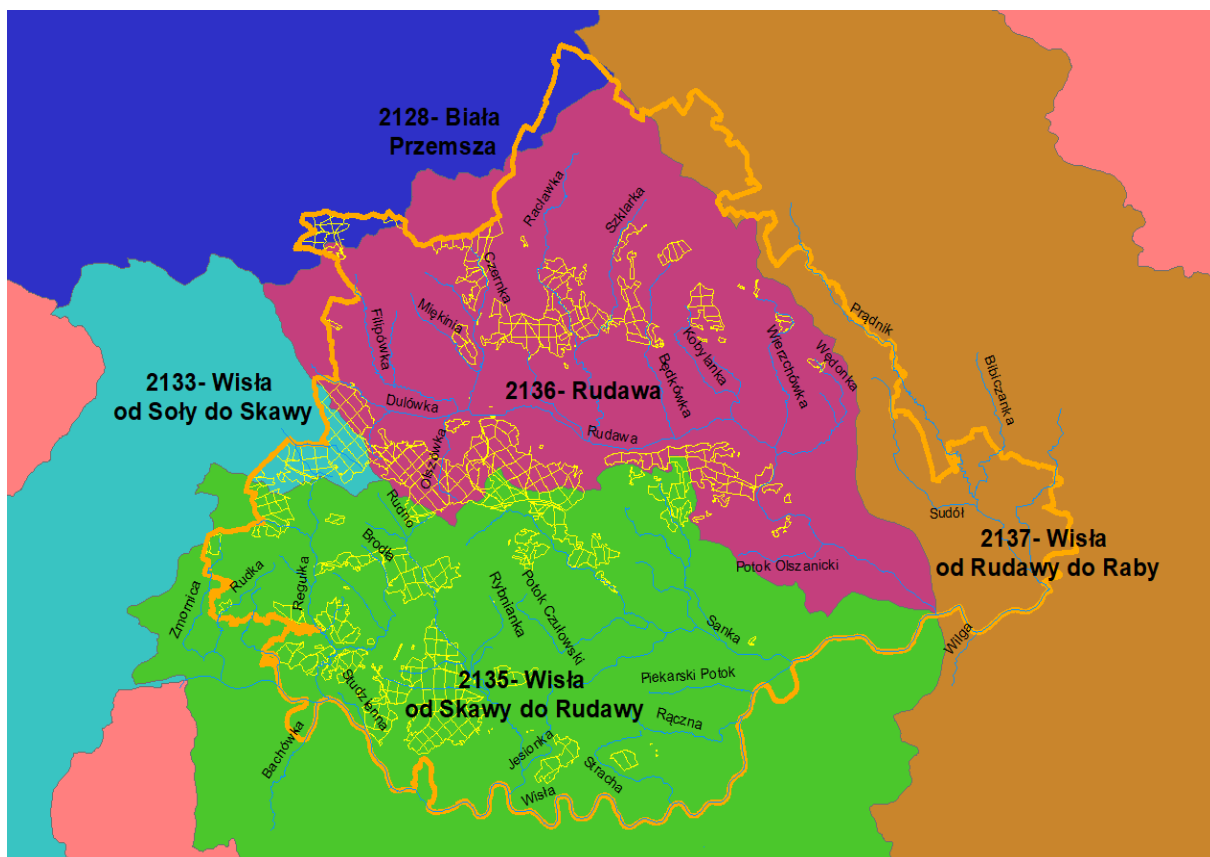 2128- Biała
Przemsza
Racławka
Szklarka
Czernka
Miękinia
Filipówka
Prądnik
Bibiczanka
Kobylanka
Wierzchówka
Wędonka
Będkówka
2133- Wisła
od Soły do Skawy
2136- Rudawa
Dulówka
Rudawa
Olszówka
Rudno
Sudół
2137- Wisła
od Rudawy do Raby
Brodła
Potok Olszanicki
Rudka
Regulka
Zmornica
Rybnianka
Potok Czułowski
Sanka
Wilga
2135- Wisła
od Skawy do Rudawy
Piekarski Potok
Studzienna
Rączna
Bachówka
Jesionka
Stracha
Wisła